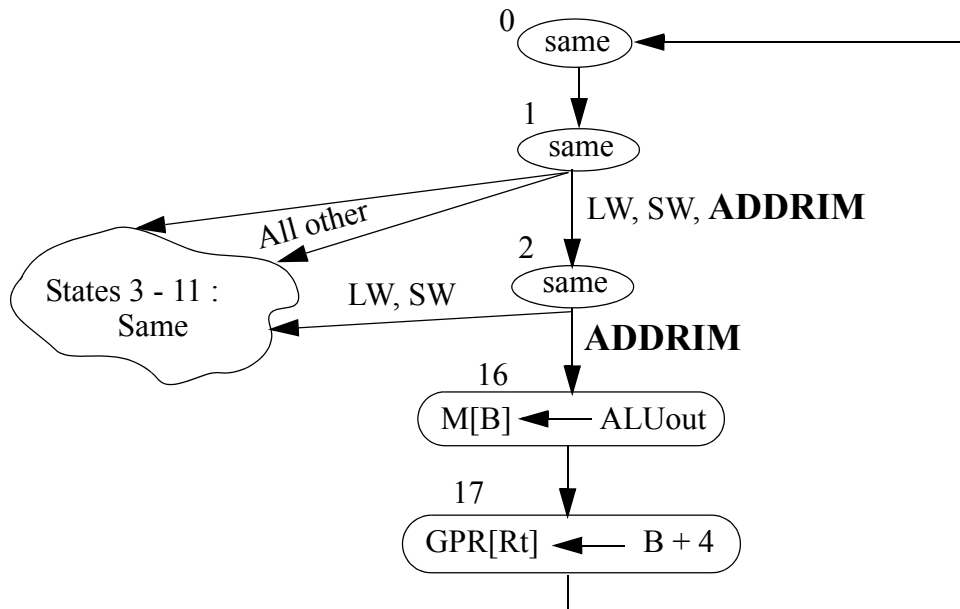 0
same
1
same
LW, SW, ADDRIM
All other
2
same
States 3 - 11 :
Same
LW, SW
ADDRIM
16
M[B] ALUout
17
GPR[Rt] B + 4